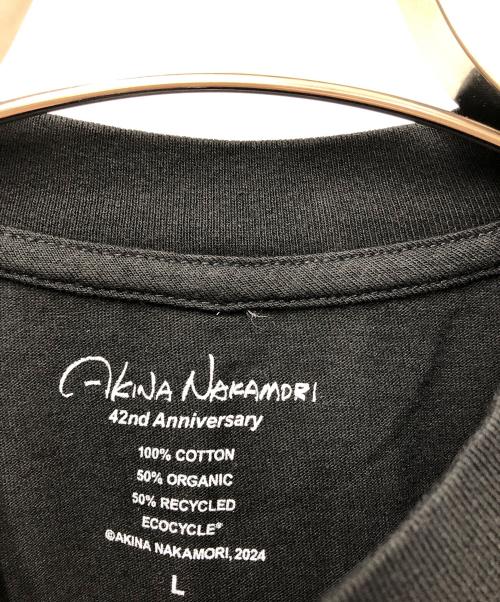 AKINA NAKAMORI
42nd Anniversary
100% COTTON
50% ORGANIC
50% RECYCLED
ECOCYCLE®
©AKINA NAKAMORI, 2024
L